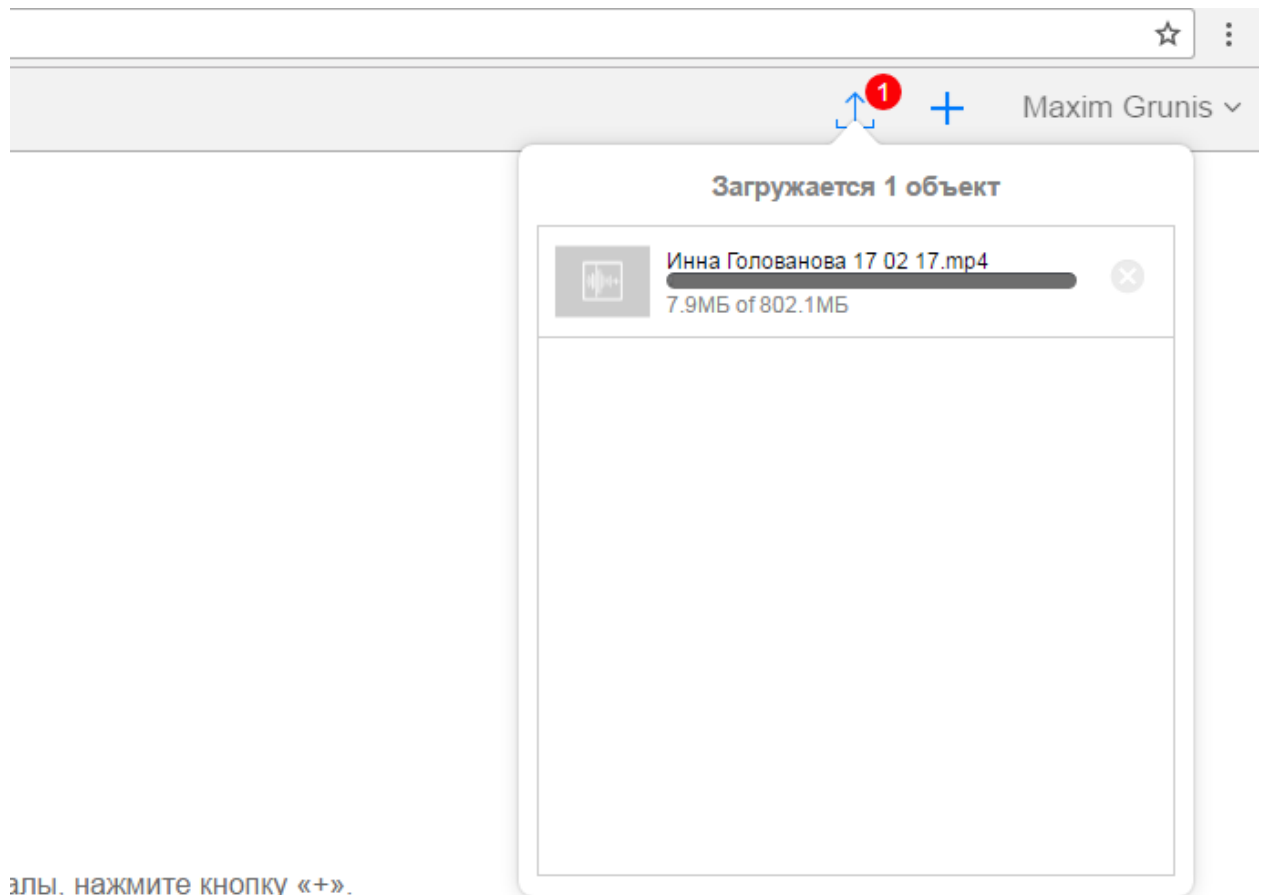 1
Maxim Grunis
Загружается 1 объект
Инна Голованова 17 02 17.mp4
7.9МБ of 802.1МБ
нажмите кнопку «+».